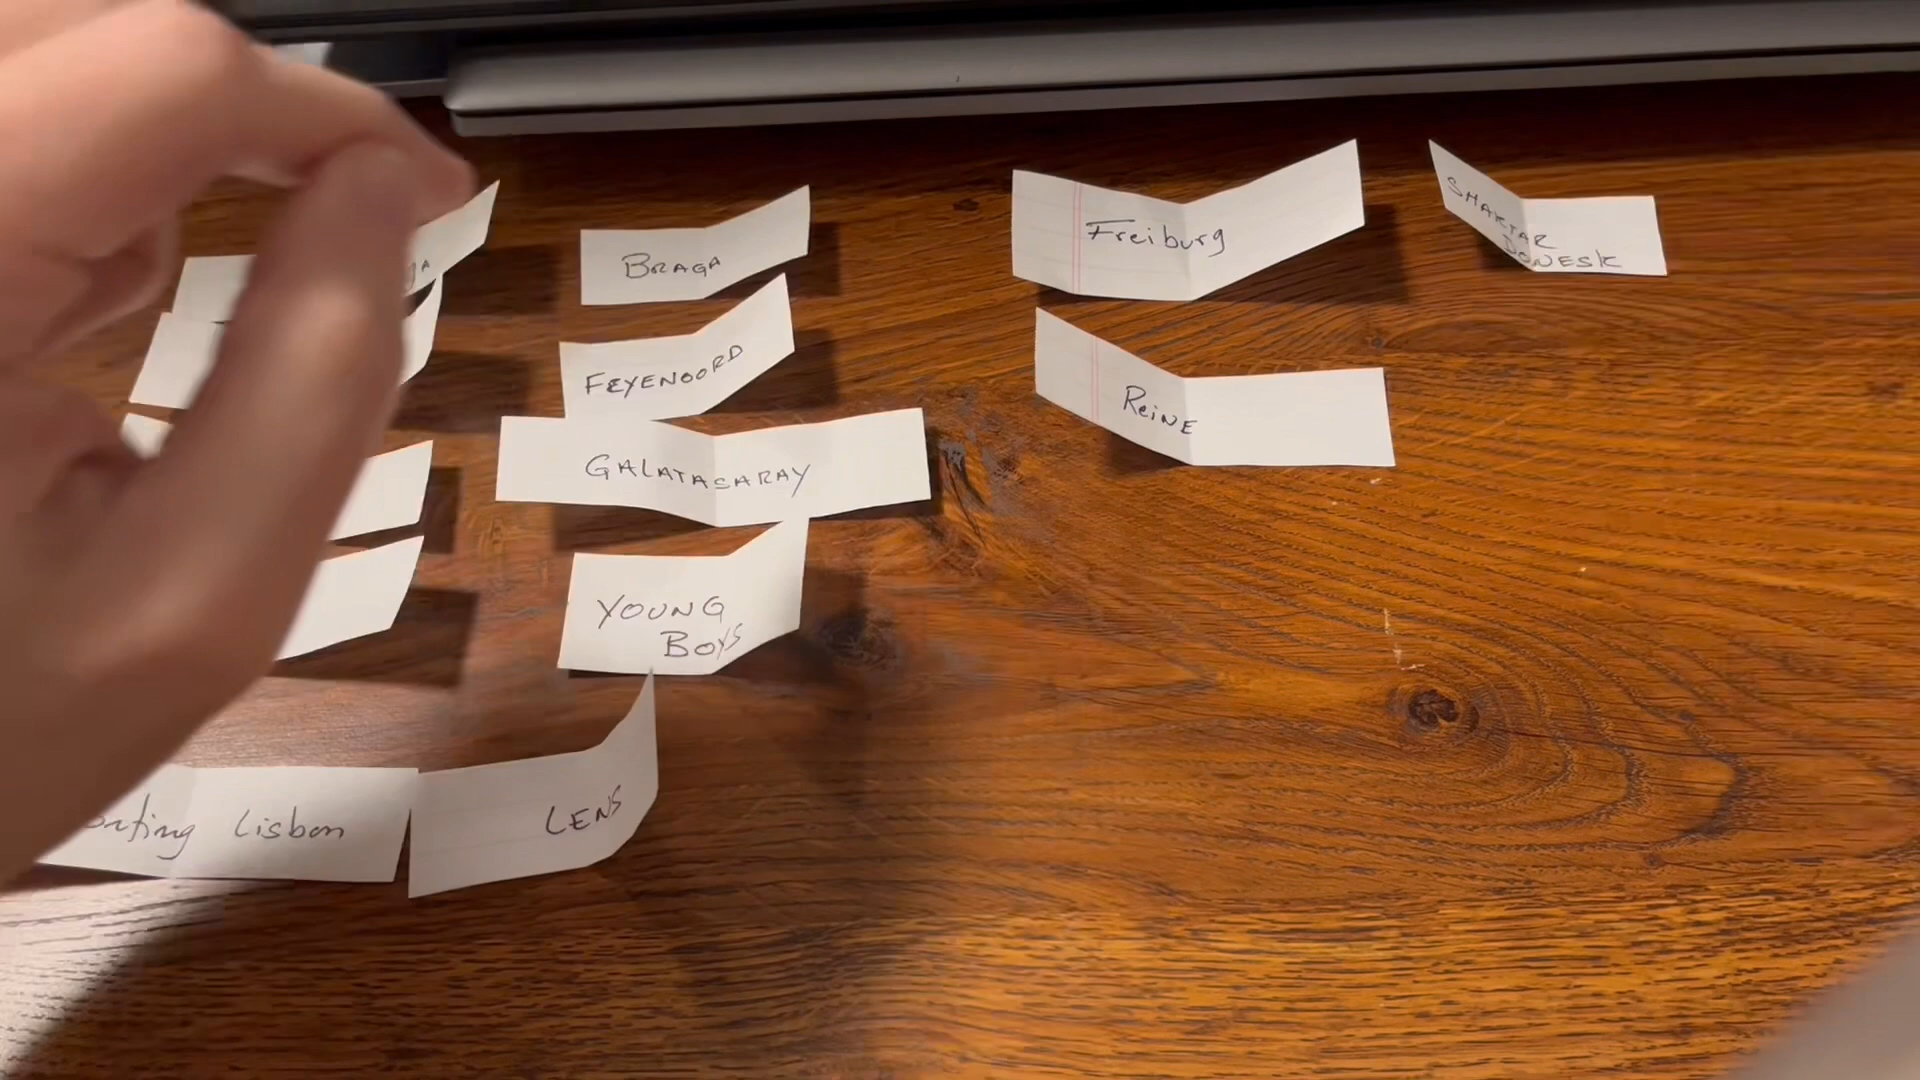 BRAGA
FEYENOORD
GALATASARAY
YOUNG
BOYS
Lisbon
LENS
Freiburg
ReiNE
SHAKTAR
DONESK